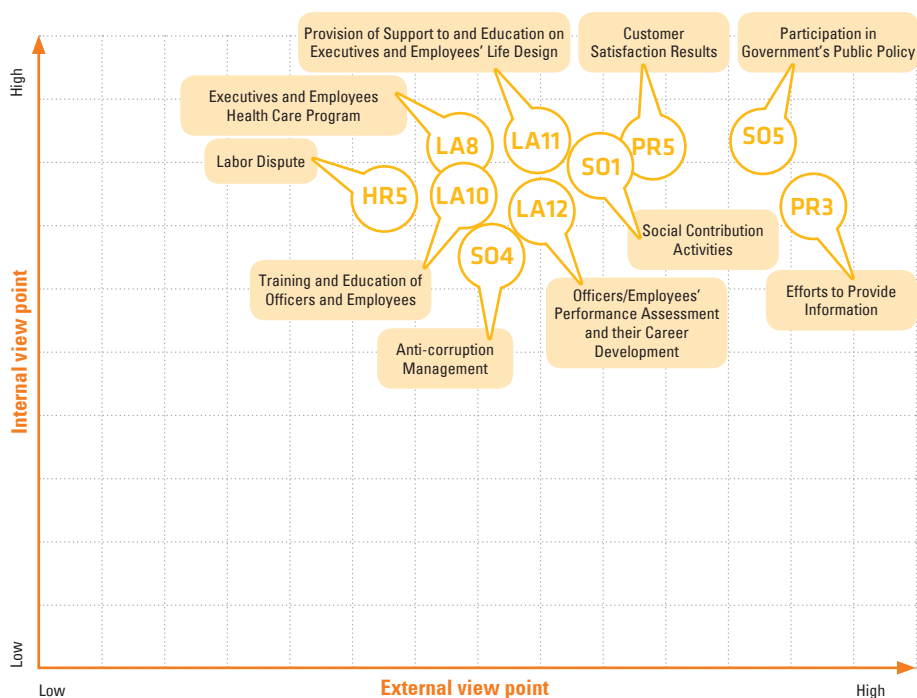 High
Internal view point
Low
Provision of Support to and Education on
Executives and Employees' Life Design
Customer
Satisfaction Results
Participation in
Government's Public Policy
Executives and Employees
Health Care Program
Labor Dispute
LA8
LA11
SO1
PR5
SO5
HR5
LA10
LA12
PR3
SO4
Social Contribution
Activities
Training and Education of
Officers and Employees
Officers/Employees'
Performance Assessment
and their Career
Development
Efforts to Provide
Information
Anti-corruption
Management
Low
External view point
High